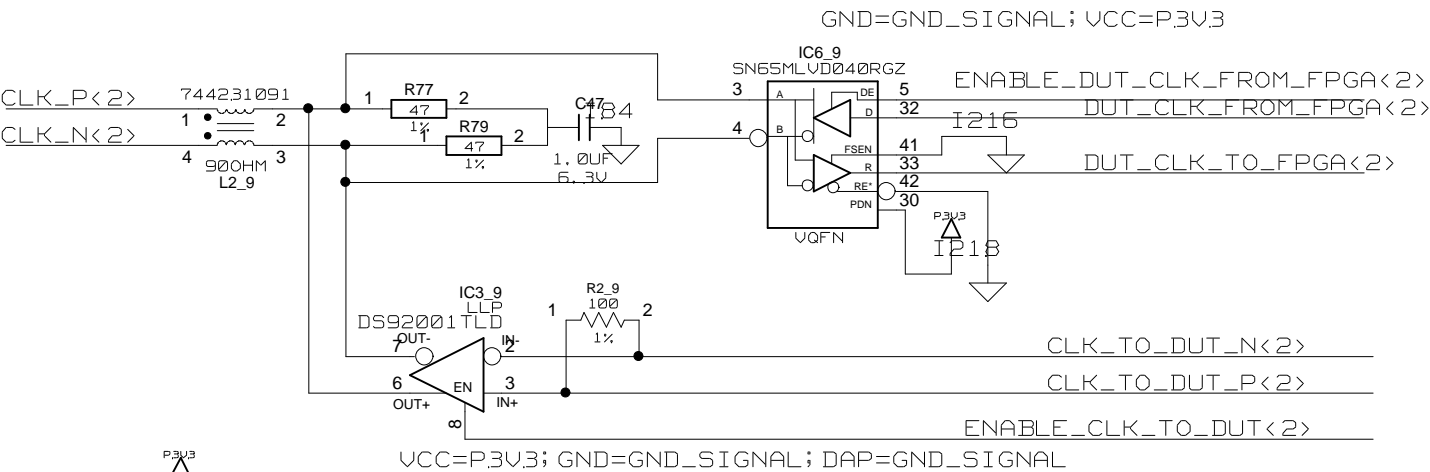 GND=GND_SIGNAL; VCC=P3V3
IC6_9
SN65MLVD040RGZ
CLK_P<2>
744231091
R77
1
47
2
1%
C47
1.0UF
6.3V
3
A
DE
5
ENABLE_DUT_CLK_FROM_FPGA<2>
D
32
DUT_CLK_FROM_FPGA<2>
CLK_N<2>
1
2
4
3
90OHM
L2_9
R79
1
47
2
1%
4
B
I216
FSEN
41
R
33
DUT_CLK_TO_FPGA<2>
RE*
42
PDN
30
VQFN
P3V3
I218
IC3_9
LLP
DS92001TLD
R2_9
1
100
2
1%
OUT-
7
IN-
2
CLK_TO_DUT_N<2>
6
OUT+
EN
3
IN+
CLK_TO_DUT_P<2>
8
ENABLE_CLK_TO_DUT<2>
P3V3
VCC=P3V3; GND=GND_SIGNAL; DAP=GND_SIGNAL